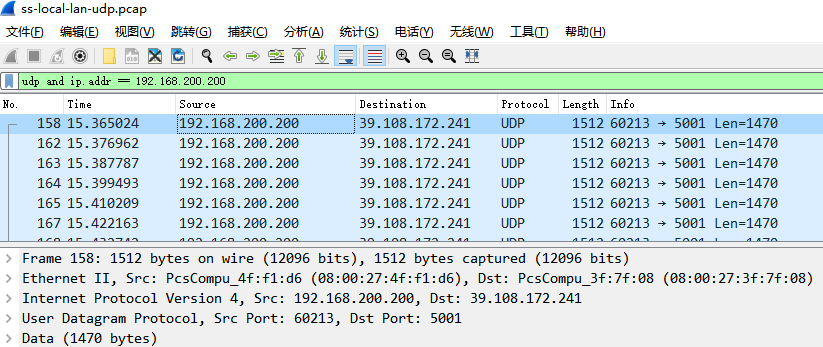 ss-local-lan-udp.pcap
文件(F) 编辑(E) 视图(V) 跳转(G) 捕获(C) 分析(A) 统计(S) 电话(Y) 无线(W) 工具(T) 帮助(H)
udp and ip.addr == 192.168.200.200
No. Time Source Destination Protocol Length Info
158 15.365024 192.168.200.200 39.108.172.241 UDP 1512 60213 → 5001 Len=1470
162 15.376962 192.168.200.200 39.108.172.241 UDP 1512 60213 → 5001 Len=1470
163 15.387787 192.168.200.200 39.108.172.241 UDP 1512 60213 → 5001 Len=1470
164 15.399493 192.168.200.200 39.108.172.241 UDP 1512 60213 → 5001 Len=1470
165 15.410209 192.168.200.200 39.108.172.241 UDP 1512 60213 → 5001 Len=1470
167 15.422163 192.168.200.200 39.108.172.241 UDP 1512 60213 → 5001 Len=1470
Frame 158: 1512 bytes on wire (12096 bits), 1512 bytes captured (12096 bits)
Ethernet II, Src: PcsCompu_4f:f1:d6 (08:00:27:4f:f1:d6), Dst: PcsCompu_3f:7f:08 (08:00:27:3f:7f:08)
Internet Protocol Version 4, Src: 192.168.200.200, Dst: 39.108.172.241
User Datagram Protocol, Src Port: 60213, Dst Port: 5001
Data (1470 bytes)